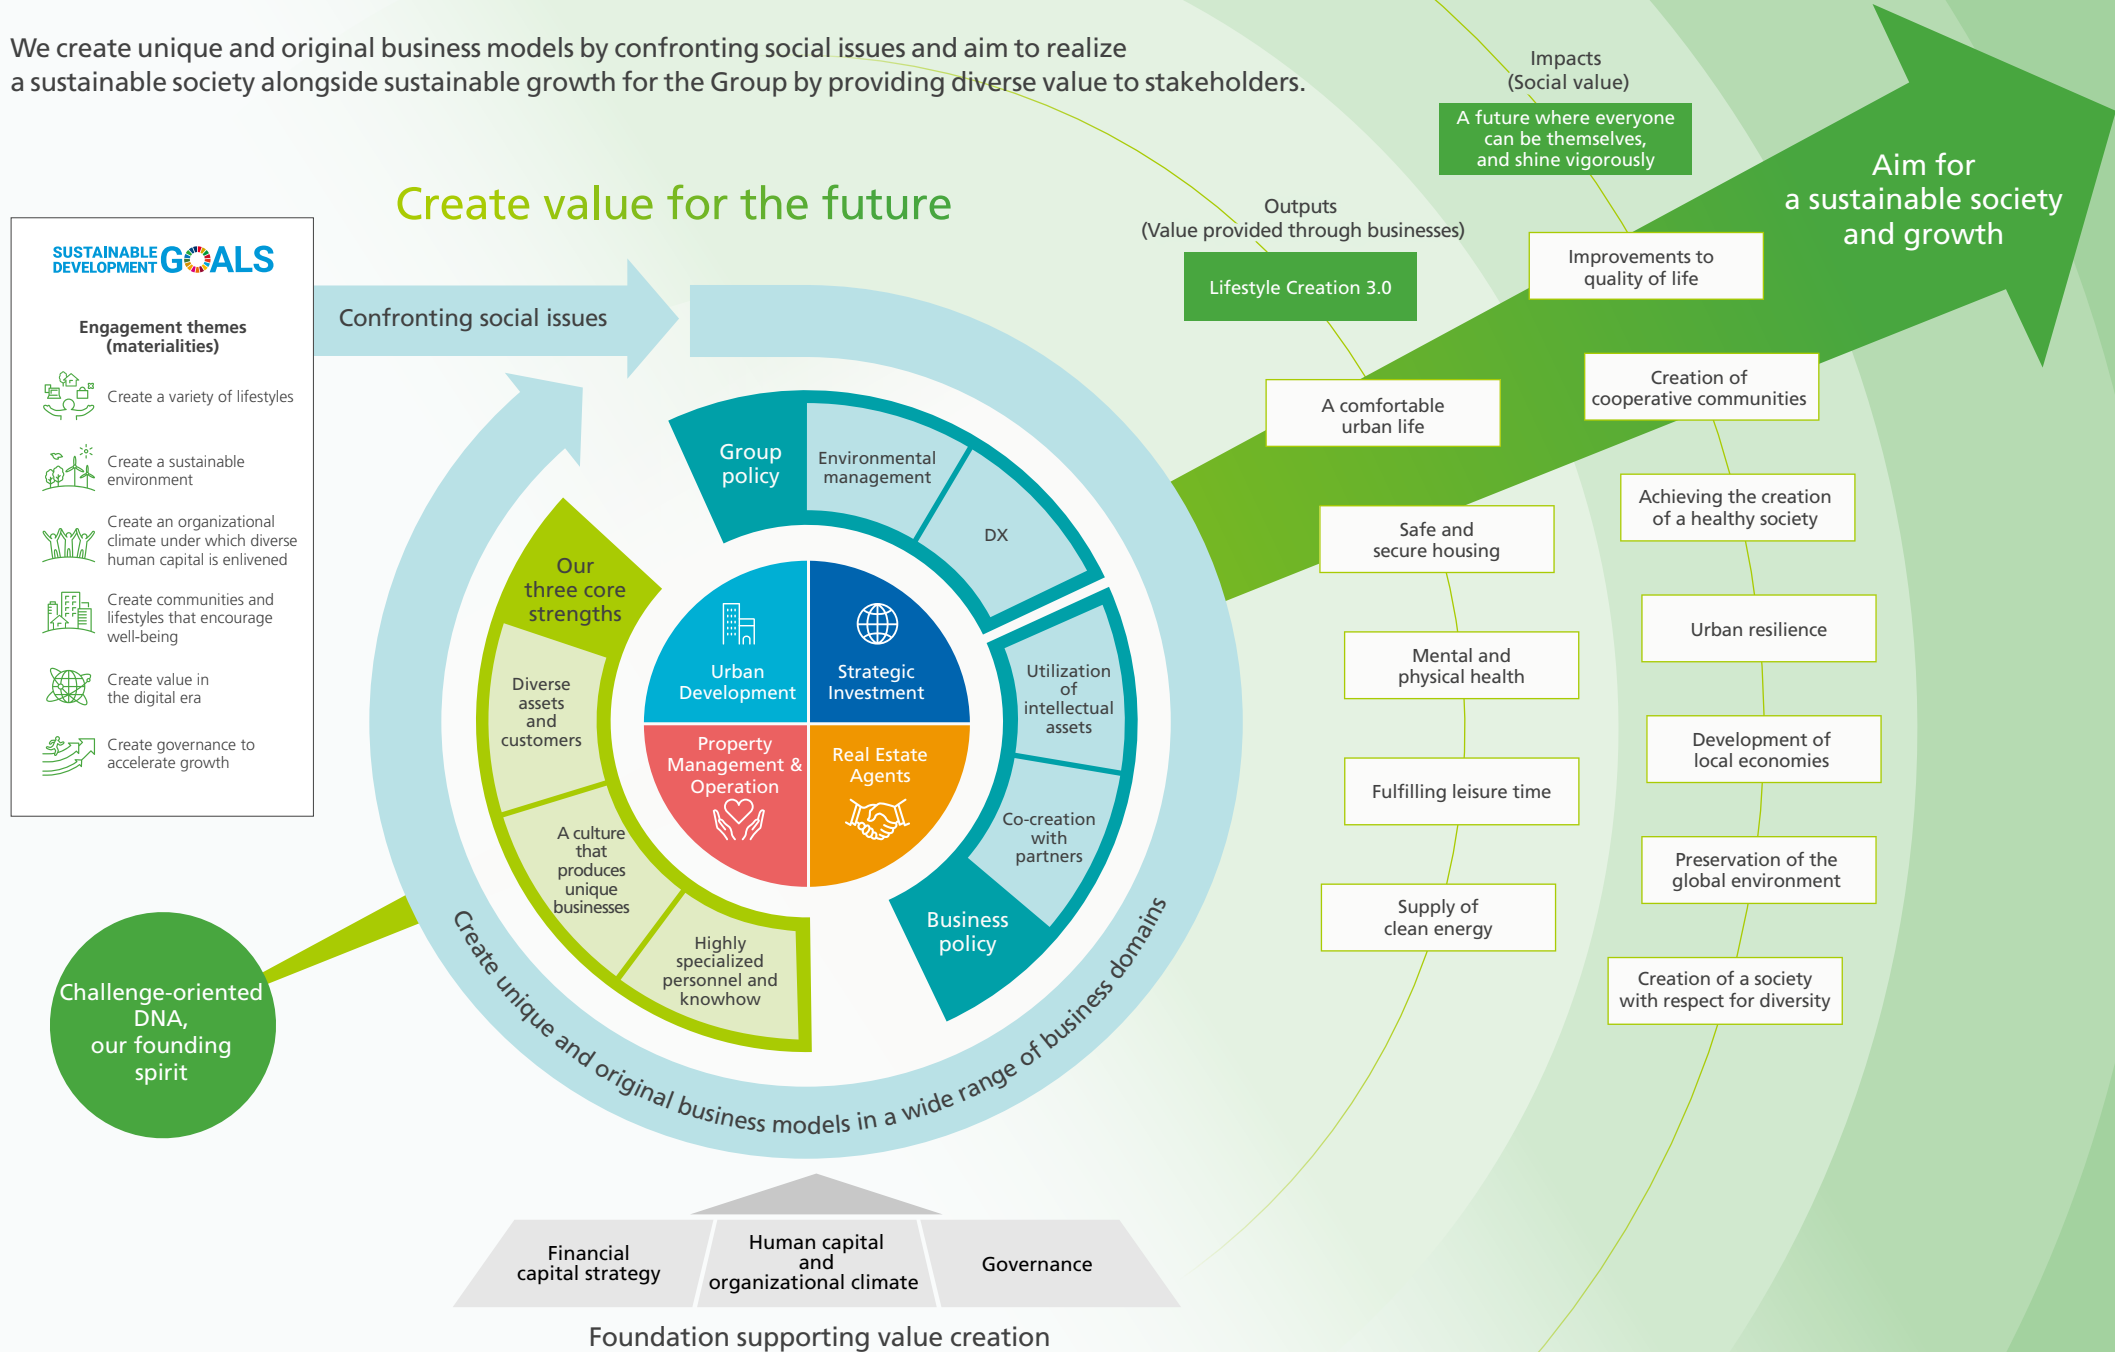 We create unique and original business models by confronting social issues and aim to realize
a sustainable society alongside sustainable growth for the Group by providing diverse value to stakeholders.
Create value for the future
SUSTAINABLE
DEVELOPMENT
GOALS
Engagement themes
(materialities)
Create a variety of lifestyles
Create a sustainable
environment
Create an organizational
climate under which diverse
human capital is enlivened
Create communities and
lifestyles that encourage
well-being
Create value in
the digital era
Create governance to
accelerate growth
Confronting social issues
Challenge-oriented
DNA,
our founding
spirit
Our
three core
strengths
Diverse
assets
and
customers
A culture
that
produces
unique
businesses
Highly
specialized
personnel and
knowhow
Group
policy
Environmental
management
DX
Utilization
of
intellectual
assets
Co-creation
with
partners
Business
policy
Urban
Development
Strategic
Investment
Property
Management &
Operation
Real Estate
Agents
Create unique and original business models in a wide range of business domains
Financial
capital strategy
Human capital
and
organizational climate
Governance
Foundation supporting value creation
Outputs
(Value provided through businesses)
Lifestyle Creation 3.0
A comfortable
urban life
Safe and
secure housing
Mental and
physical health
Fulfilling leisure time
Supply of
clean energy
Impacts
(Social value)
A future where everyone
can be themselves,
and shine vigorously
Improvements to
quality of life
Creation of
cooperative communities
Achieving the creation
of a healthy society
Urban resilience
Development of
local economies
Preservation of the
global environment
Creation of a society
with respect for diversity
Aim for
a sustainable society
and growth